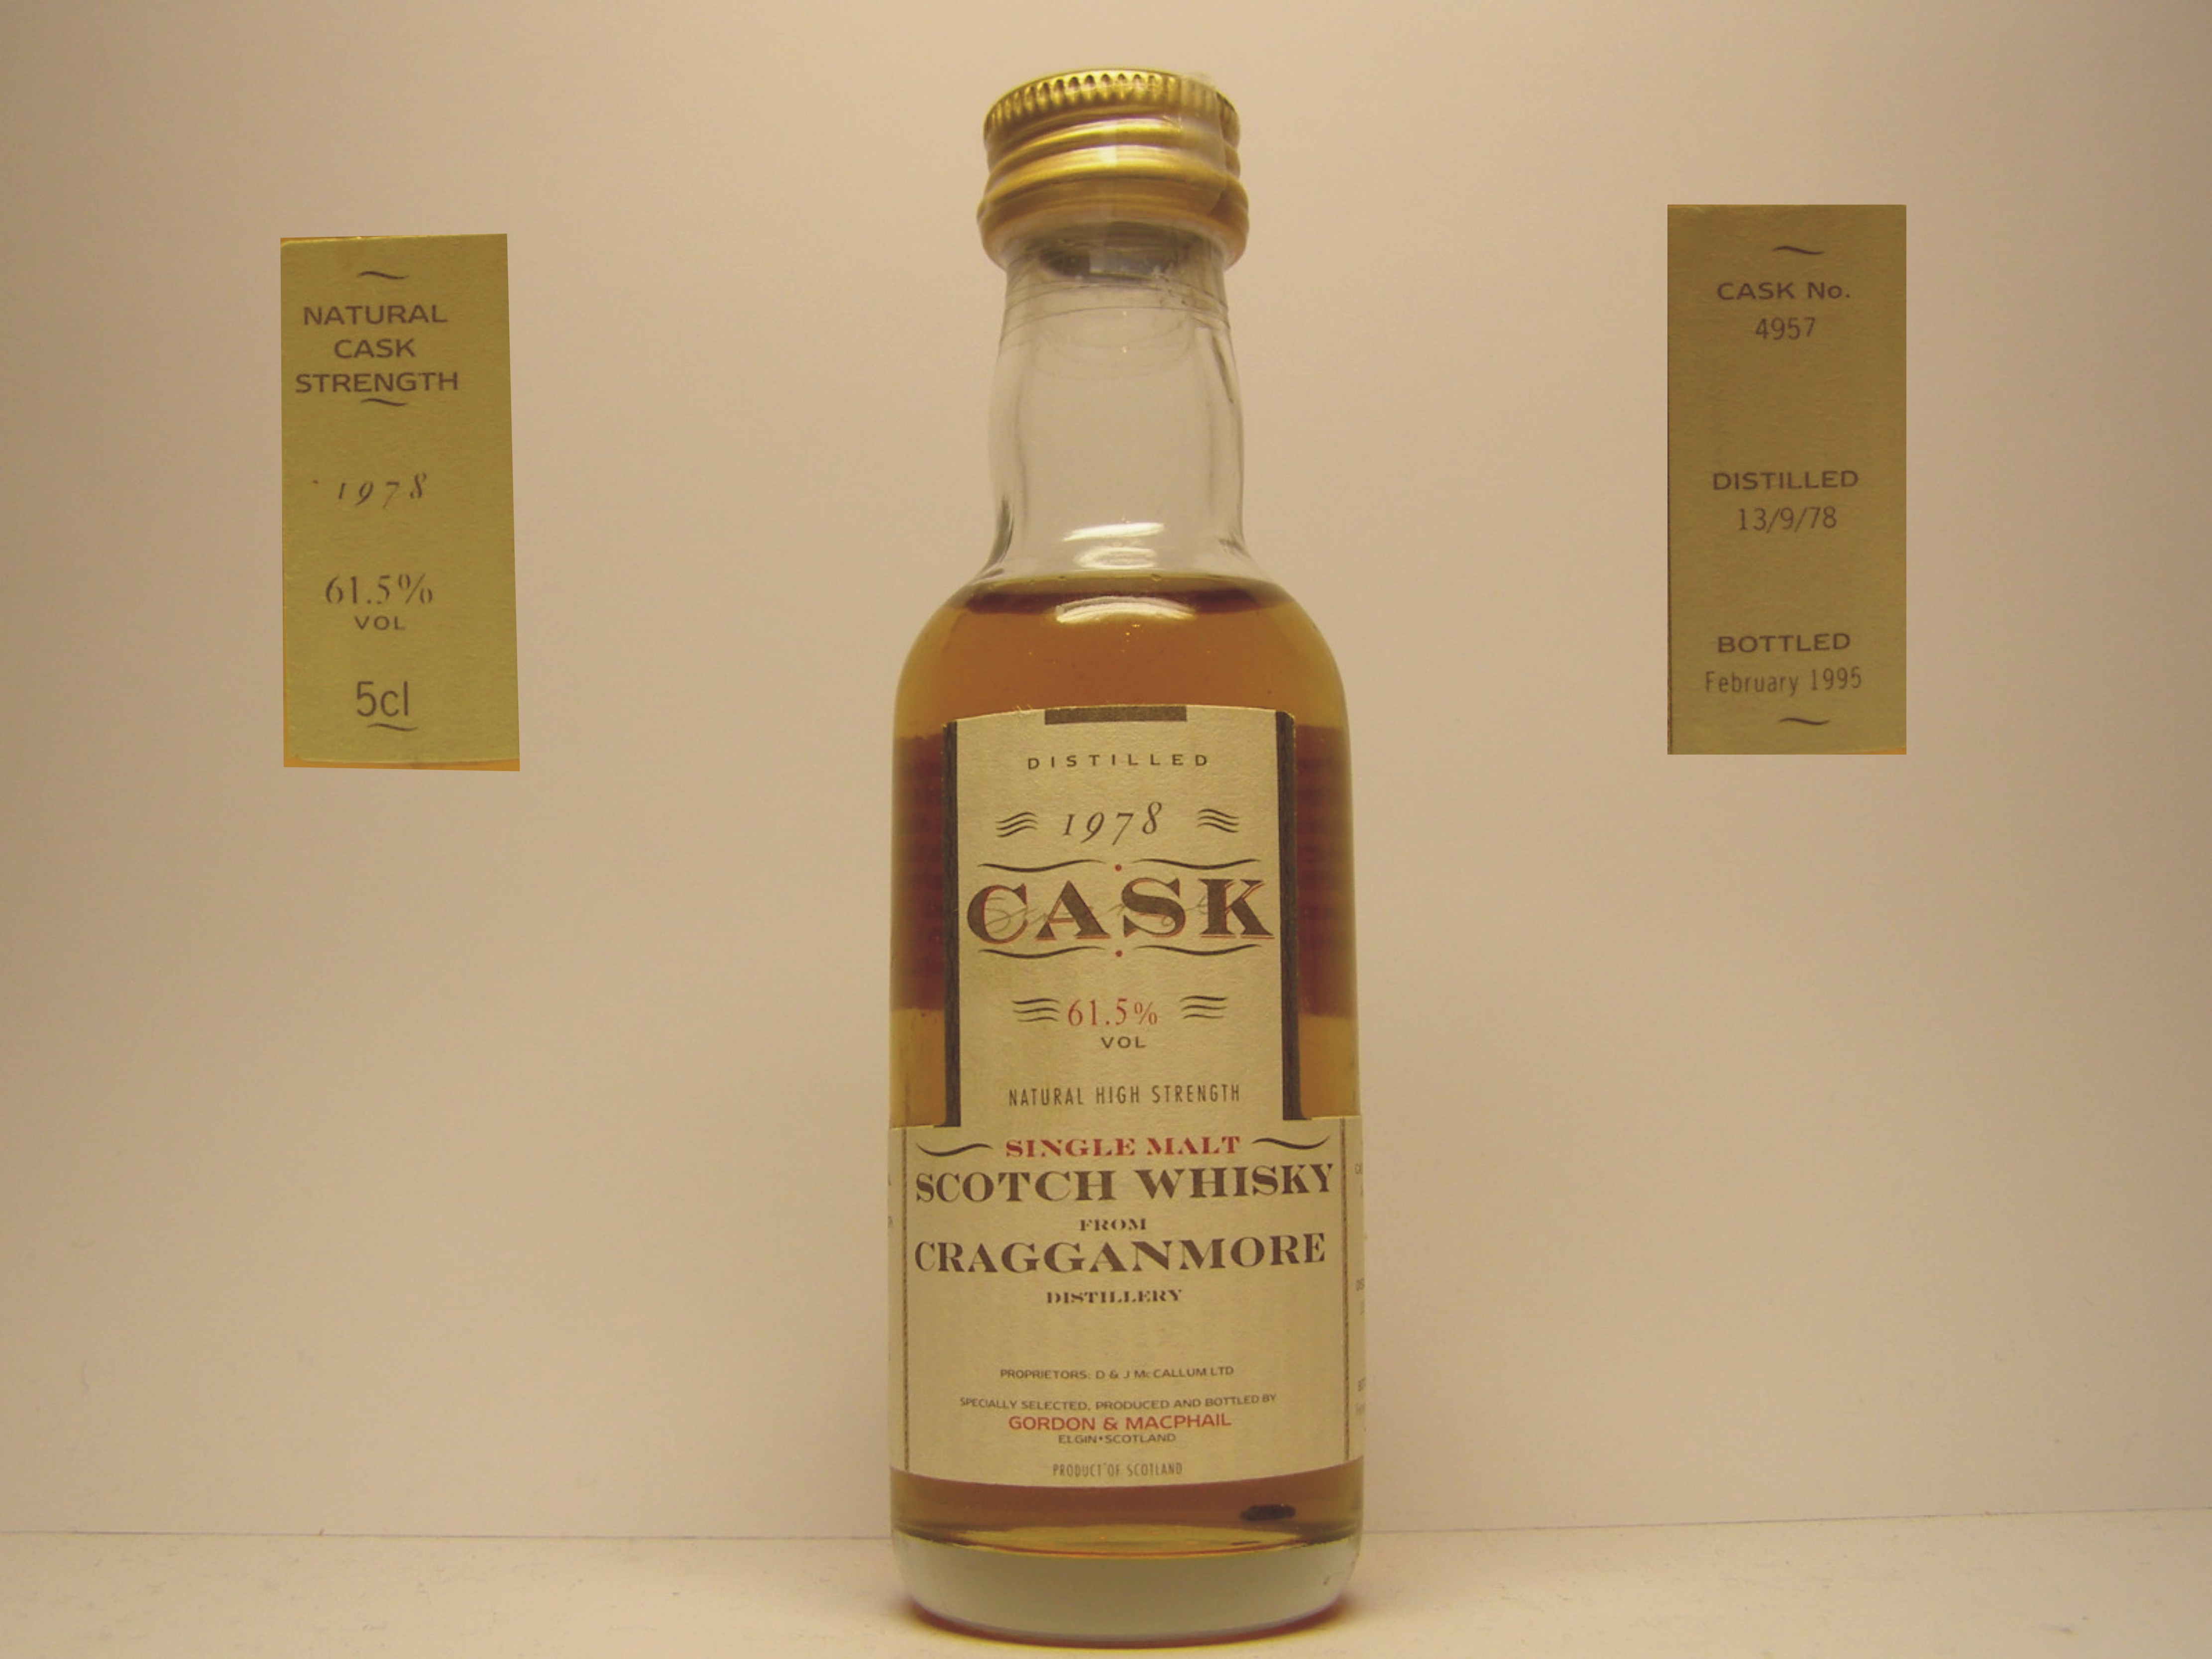 NATURAL
CASK
STRENGTH
1978
61.5%
VOL
5cl
DISTILLED
1978
CASK
61.5%
VOL
NATURAL HIGH STRENGTH
SINGLE MALT
SCOTCH WHISKY
FROM
CRAGGANMORE
DISTILLERY
PROPRIETORS: D & J McCALLUM LTD
SPECIALLY SELECTED, PRODUCED AND BOTTLED BY
GORDON & MACPHAIL
ELGIN•SCOTLAND
PRODUCT OF SCOTLAND
CASK No.
4957
DISTILLED
13/9/78
BOTTLED
February 1995